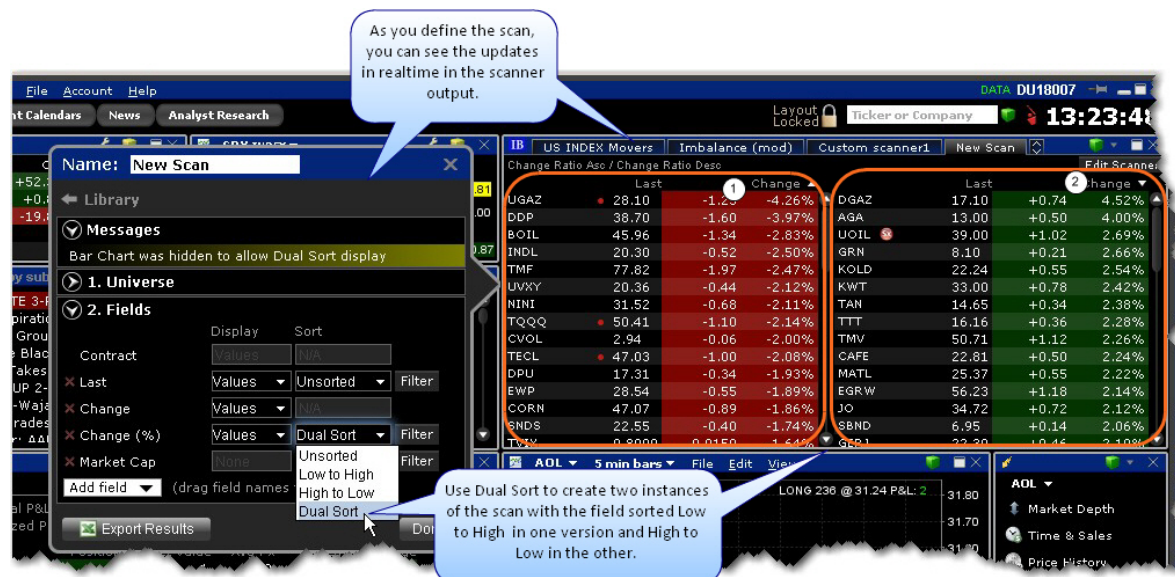 As you define the scan,
you can see the updates
in realtime in the scanner
output.
File Account Help
DATA DU18007
Calendars News Analyst Research
Layout
Locked
Ticker or Company
13:23:4
Name: New Scan
Library
Messages
Bar Chart was hidden to allow Dual Sort display
1. Universe
2. Fields
Display Sort
Contract Values N/A
Last Values Unsorted Filter
Change Values N/A
Change (%) Values Dual Sort Filter
Market Cap None Filter
Unsorted
Low to High
High to Low
Dual Sort
Add field (drag field names
Export Results
+52.
+0.
-19.
.81
.00
0.87
IB US INDEX Movers Imbalance (mod) Custom scanner1 New Scan
Change Ratio Asc / Change Ratio Desc Edit Scanner
Last 1 Change
UGAZ 28.10 -4.26%
DDP 38.70 -1.60 -3.97%
BOIL 45.96 -1.34 -2.83%
INDL 20.30 -0.52 -2.50%
TMF 77.82 -1.97 -2.47%
UVXY 20.36 -0.44 -2.12%
NINI 31.52 -0.68 -2.11%
TQQQ 50.41 -1.10 -2.14%
CVOL 2.94 -0.06 -2.00%
TECL 47.03 -1.00 -2.08%
DPU 17.31 -0.34 -1.93%
EWP 28.54 -0.55 -1.89%
CORN 47.07 -0.89 -1.86%
SNDS 22.55 -0.40 -1.74%
Last 2 Change
DGAZ 17.10 +0.74 4.52%
AGA 13.00 +0.50 4.00%
UOIL 39.00 +1.02 2.69%
GRN 8.10 +0.21 2.66%
KOLD 22.24 +0.55 2.54%
KWT 33.00 +0.78 2.42%
TAN 14.65 +0.34 2.38%
TTT 16.16 +0.36 2.28%
TMV 50.71 +1.12 2.26%
CAFE 22.81 +0.50 2.24%
MATL 25.37 +0.55 2.22%
EGRW 56.23 +1.18 2.14%
JO 34.72 +0.72 2.12%
SBND 6.95 +0.14 2.06%
Use Dual Sort to create two instances
of the scan with the field sorted Low
to High in one version and High to
Low in the other.
AOL 5 min bars File Edit View
LONG 236 @ 31.24 P&L: 2
31.80
31.70
AOL
Market Depth
Time & Sales
Price History